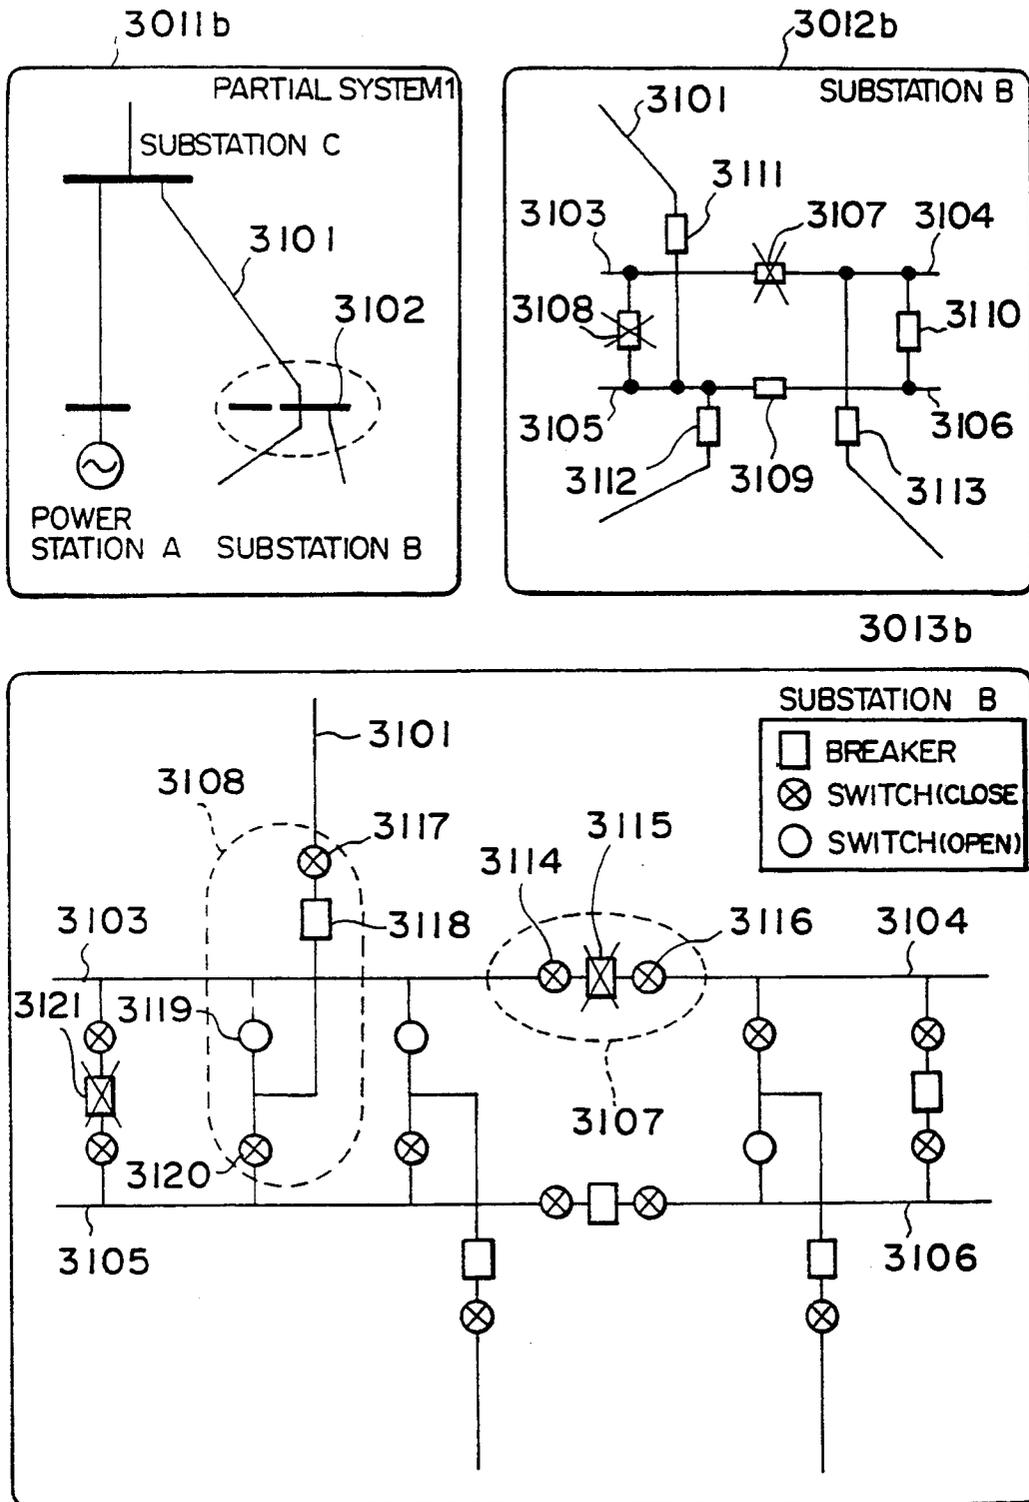 3011b
PARTIAL SYSTEM1
SUBSTATION C
3101
3102
POWER
STATION A
SUBSTATION B
3012b
SUBSTATION B
3101
3111
3103
3107
3104
3108
3110
3105
3106
3112
3109
3113
3013b
SUBSTATION B
BREAKER
SWITCH(CLOSE
SWITCH(OPEN)
3101
3108
3117
3115
3114
3118
3116
3103
3104
3121
3119
3107
3120
3105
3106